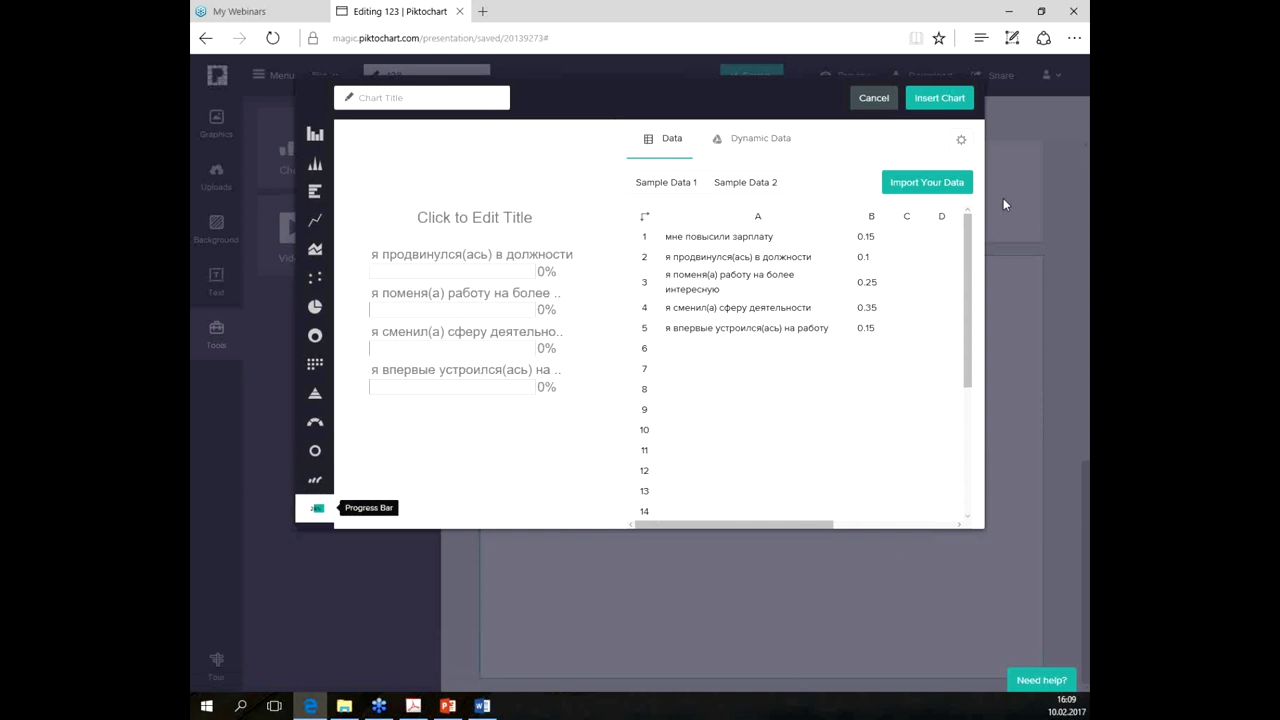 My Webinars
Editing 123 | Piktochart
magic.piktochart.com/presentation/saved/20139273#
Menu
Share
Chart Title
Cancel
Insert Chart
Graphics
Uploads
Background
Text
Tools
Tour
Data
Dynamic Data
Sample Data 1
Sample Data 2
Import Your Data
Click to Edit Title
я продвинулся(ась) в должности
0%
я поменя(а) работу на более ..
0%
я сменил(а) сферу деятельно..
0%
я впервые устроился(ась) на ..
0%
A B C D
1 мне повысили зарплату 0.15
2 я продвинулся(ась) в должности 0.1
3 я поменя(а) работу на более
интересную 0.25
4 я сменил(а) сферу деятельности 0.35
5 я впервые устроился(ась) на работу 0.15
6
7
8
9
10
11
12
13
14
Progress Bar
Need help?
16:09
10.02.2017